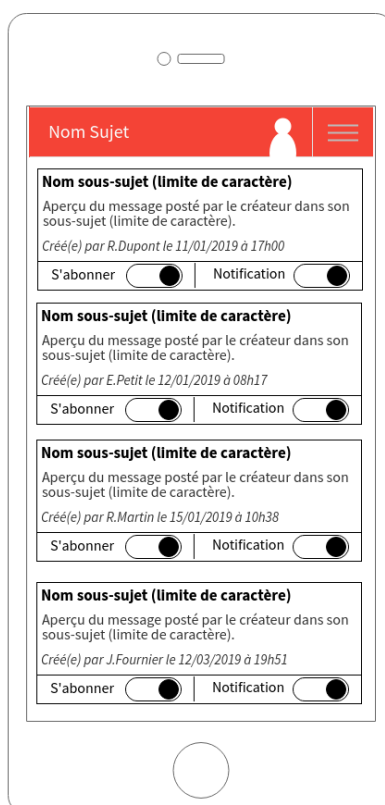 Nom Sujet
Nom sous-sujet (limite de caractère)
Aperçu du message posté par le créateur dans son
sous-sujet (limite de caractère).
Créé(e) par R.Dupont le 11/01/2019 à 17h00
S'abonner Notification
Nom sous-sujet (limite de caractère)
Aperçu du message posté par le créateur dans son
sous-sujet (limite de caractère).
Créé(e) par E.Petit le 12/01/2019 à 08h17
S'abonner Notification
Nom sous-sujet (limite de caractère)
Aperçu du message posté par le créateur dans son
sous-sujet (limite de caractère).
Créé(e) par R.Martin le 15/01/2019 à 10h38
S'abonner Notification
Nom sous-sujet (limite de caractère)
Aperçu du message posté par le créateur dans son
sous-sujet (limite de caractère).
Créé(e) par J.Fournier le 12/03/2019 à 19h51
S'abonner Notification